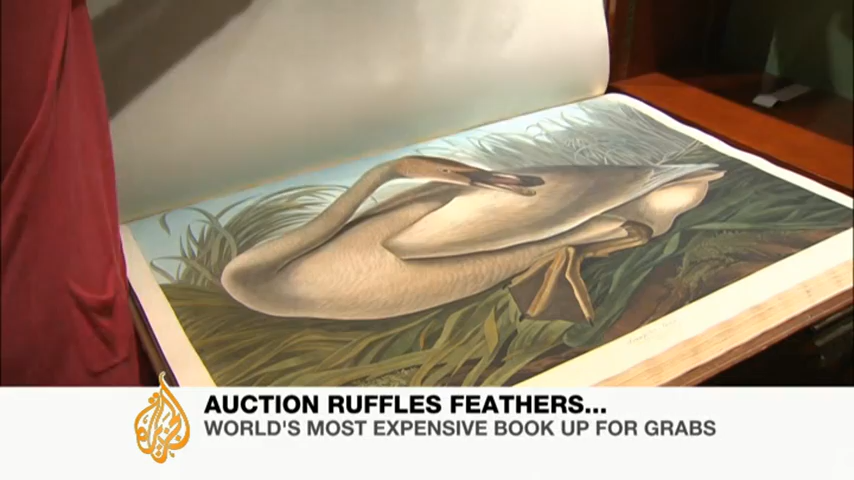 AUCTION RUFFLES FEATHERS...
WORLD'S MOST EXPENSIVE BOOK UP FOR GRABS